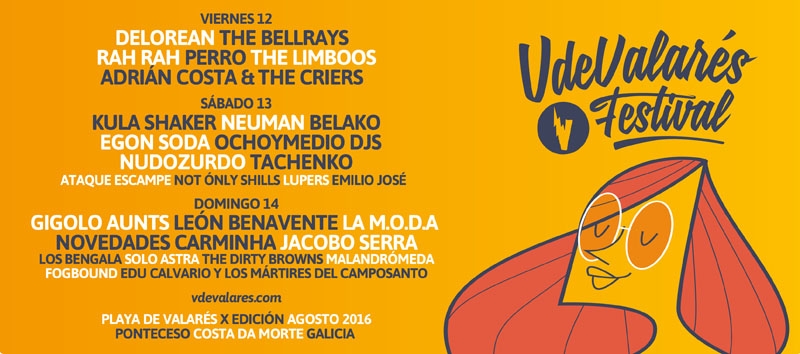 VIERNES 12
DELOREAN THE BELLRAYS
RAH RAH PERRO THE LIMBOOS
ADRIÁN COSTA & THE CRIERS
SÁBADO 13
KULA SHAKER NEUMAN BELAKO
EGON SODA OCHOYMEDIO DJS
NUDOZURDO TACHENKO
ATAQUE ESCAMPE NOT ÓNLY SHILLS LUPERS EMILIO JOSÉ
DOMINGO 14
GIGOLO AUNTS LEÓN BENAVENTE LA M.O.D.A
NOVEDADES CARMINHA JACOBO SERRA
LOS BENGALA SOLO ASTRA THE DIRTY BROWNS MALANDRÓMEDA
FOGBOUND EDU CALVARIO Y LOS MÁRTIRES DEL CAMPOSANTO
vdevalares.com
PLAYA DE VALARÉS X EDICIÓN AGOSTO 2016
PONTECESO COSTA DA MORTE GALICIA
VdeValarés
V Festival